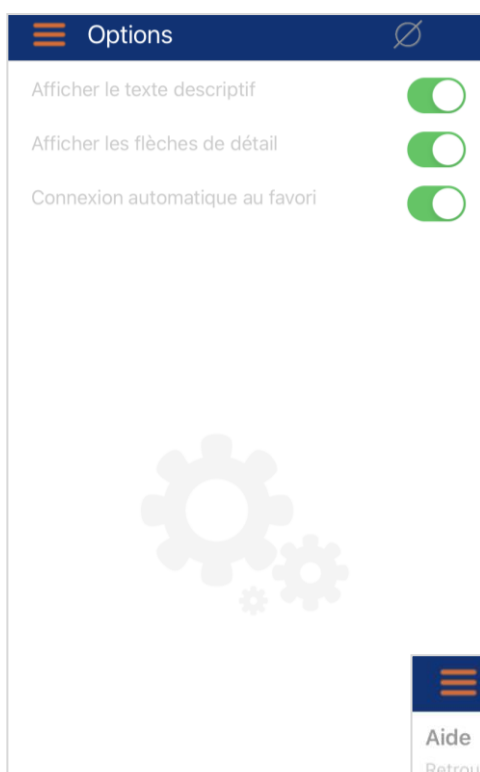 Options
Afficher le texte descriptif
Afficher les flèches de détail
Connexion automatique au favori
Aide